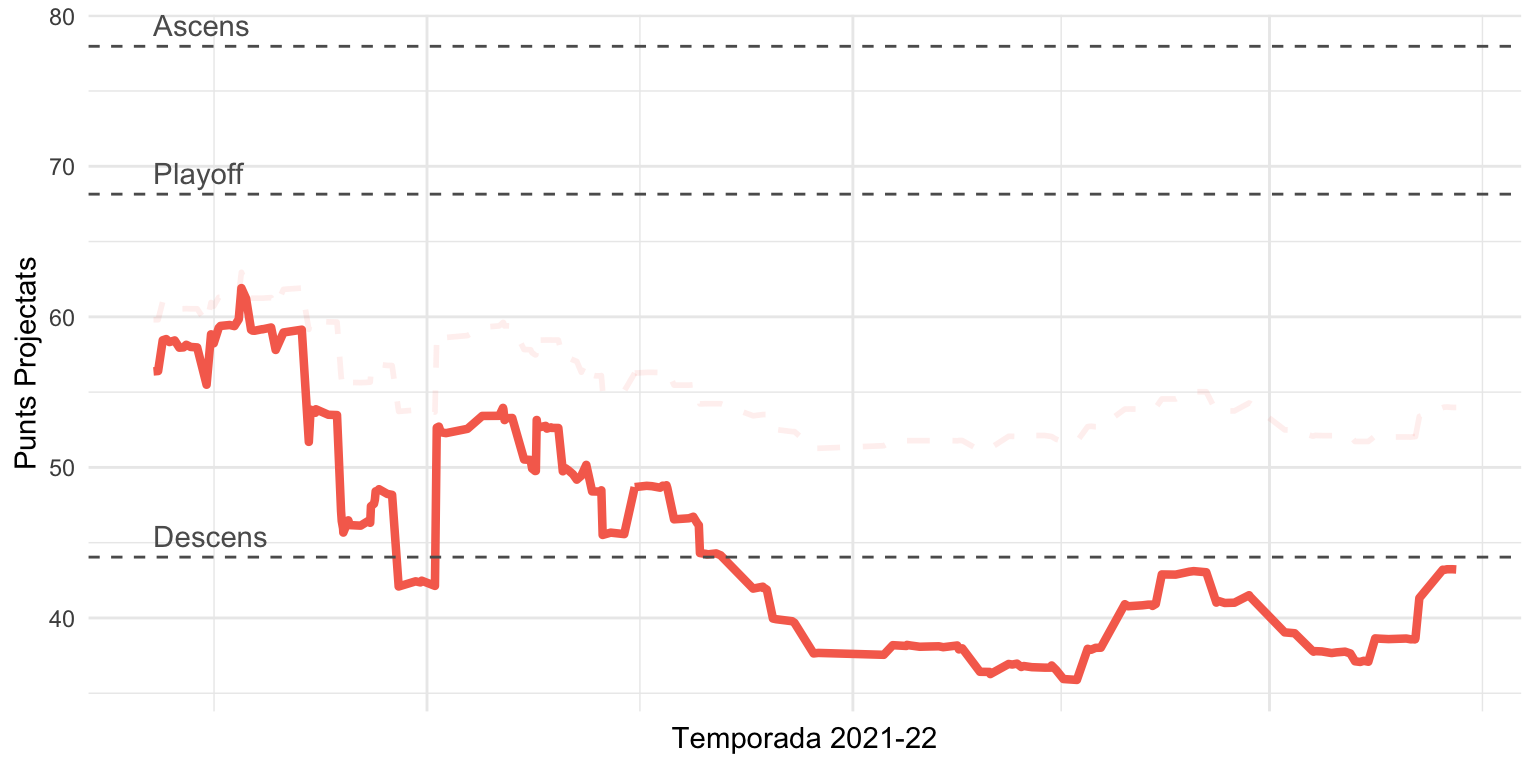 80
Ascens
70
Playoff
60
50
Descens
40
Punts Projectats
Temporada 2021-22